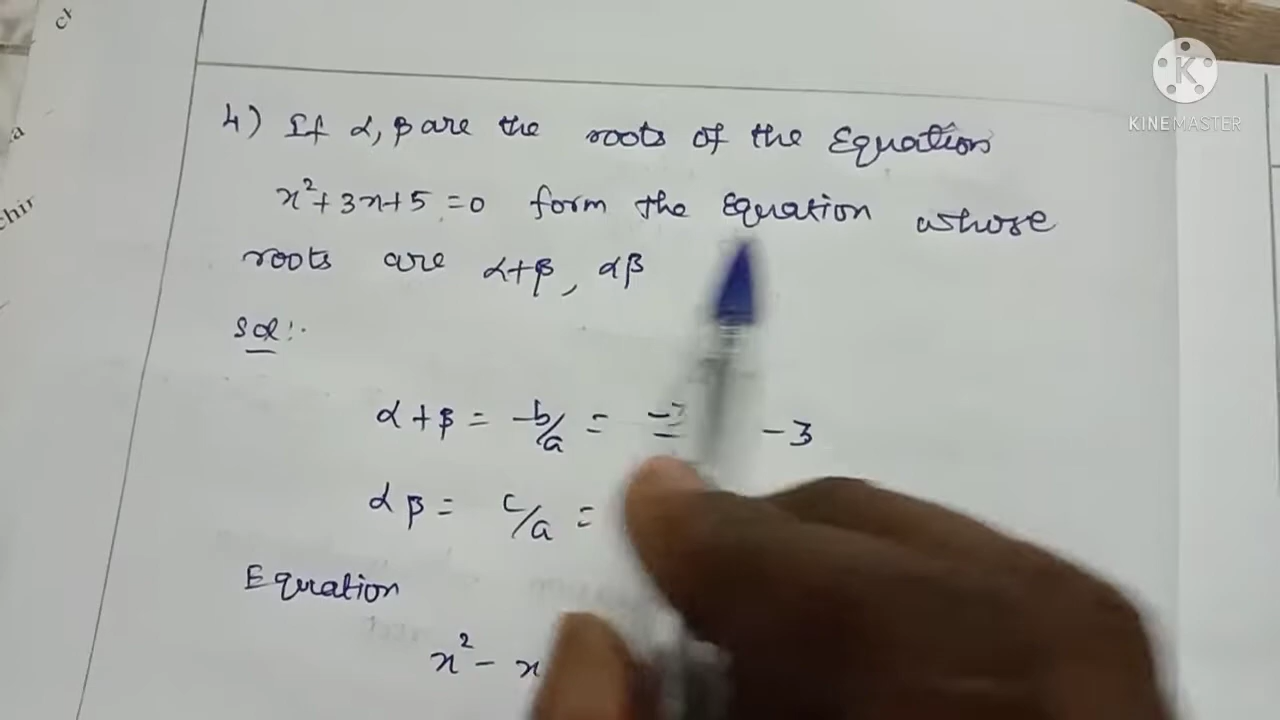 4) If α, β are the roots of the Equation
x²+3x+5=0 form the Equation whose
roots are α+β, αβ
Sol:-
α+β = -b/a = -3
αβ = c/a =
Equation
x² - x
KINEMASTER